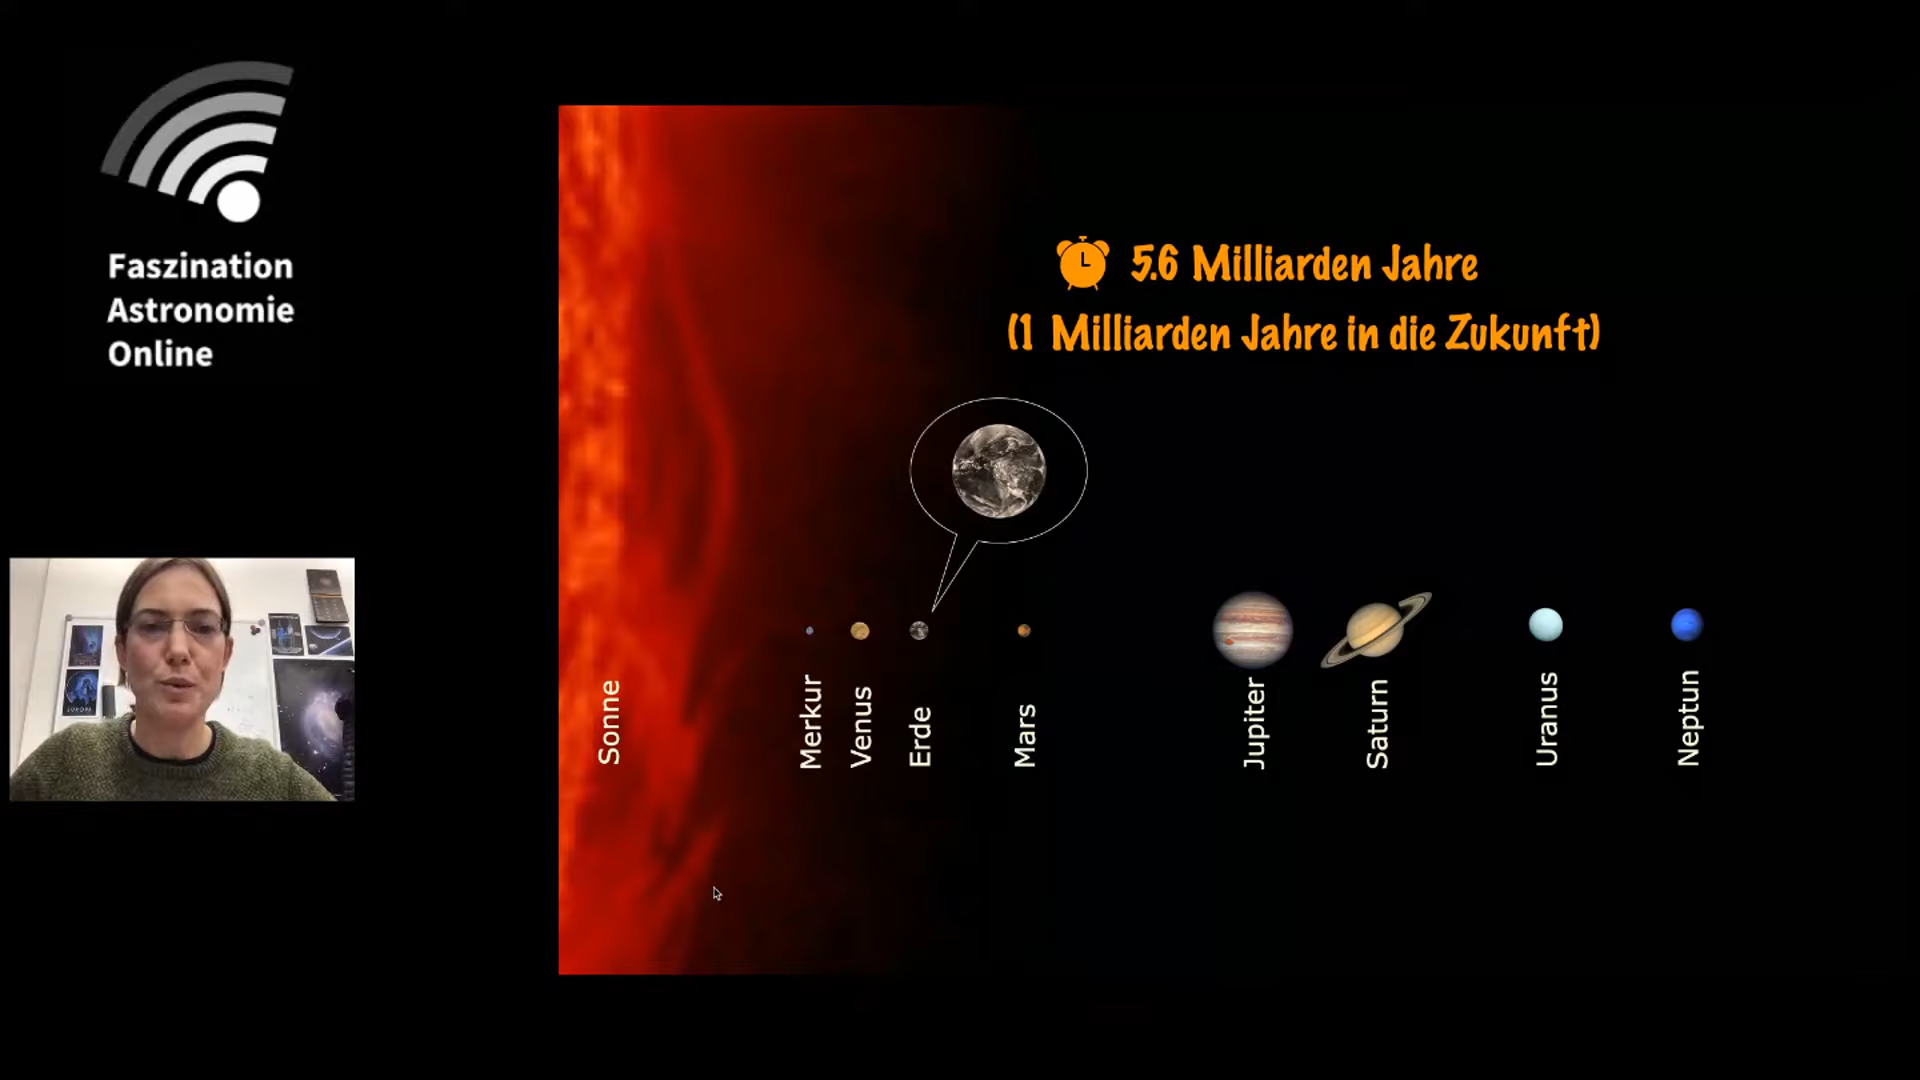 Faszination
Astronomie
Online
5.6 Milliarden Jahre
(1 Milliarden Jahre in die Zukunft)
Sonne
Merkur
Venus
Erde
Mars
Jupiter
Saturn
Uranus
Neptun